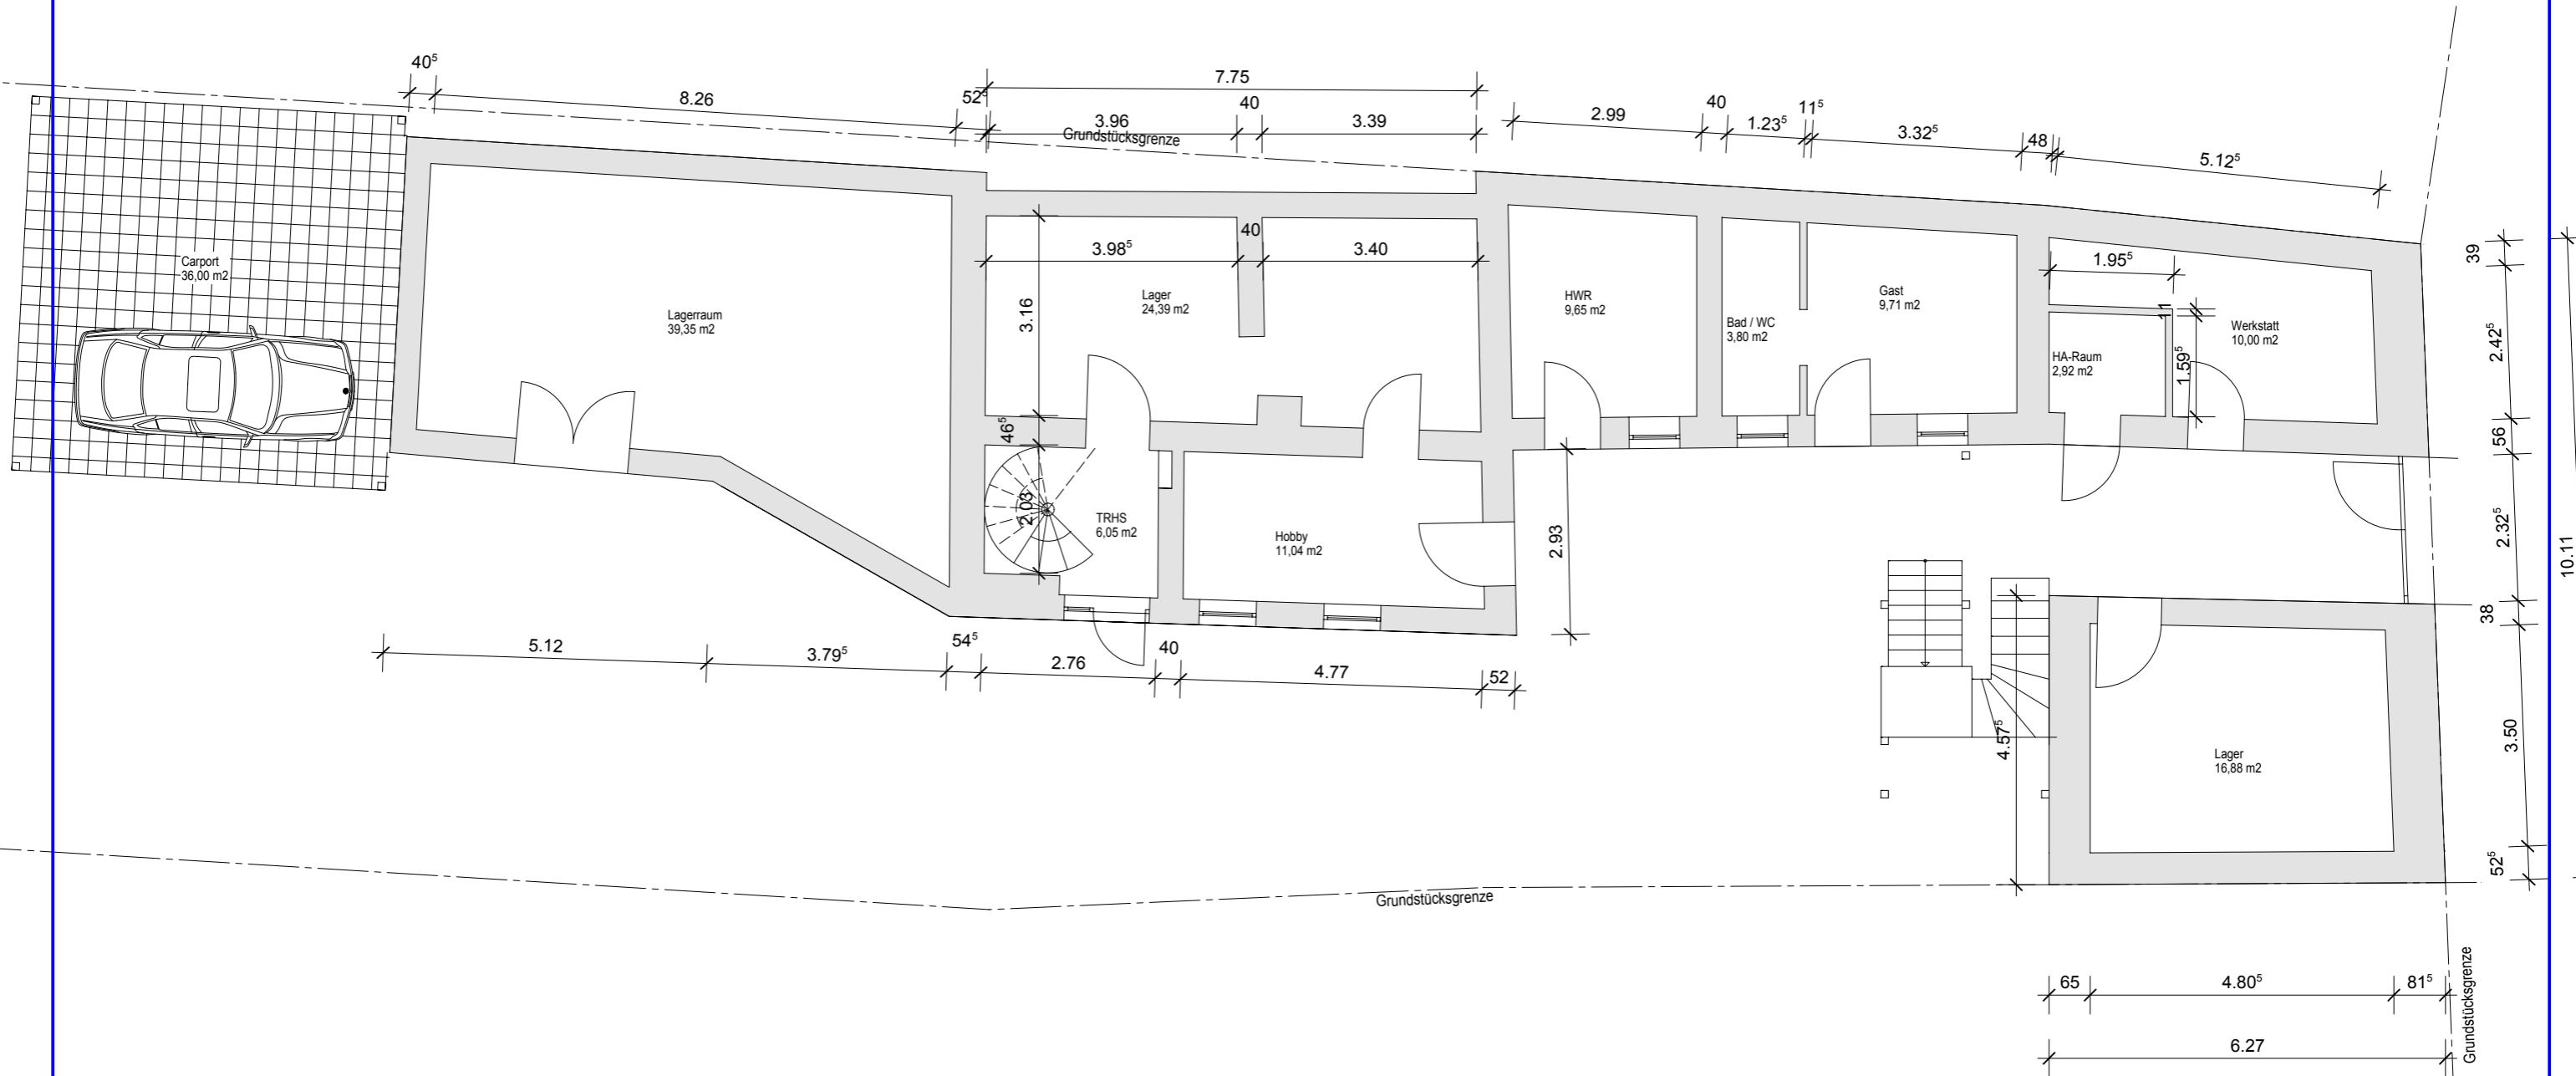 40⁵
8.26
52⁵
7.75
3.96
40
3.39
Grundstücksgrenze
2.99
40
1.23⁵
11⁵
3.32⁵
48
5.12⁵
Carport
36,00 m2
Lagerraum
39,35 m2
3.98⁵
40
3.40
3.16
Lager
24,39 m2
46⁵
2.03
TRHS
6,05 m2
Hobby
11,04 m2
2.93
HWR
9,65 m2
Bad / WC
3,80 m2
Gast
9,71 m2
1.95⁵
11
1.59⁵
HA-Raum
2,92 m2
Werkstatt
10,00 m2
39
2.42⁵
56
2.32⁵
38
3.50
52⁵
10.11
5.12
3.79⁵
54⁵
2.76
40
4.77
52
4.57⁵
Lager
16,88 m2
Grundstücksgrenze
65
4.80⁵
81⁵
6.27
Grundstücksgrenze